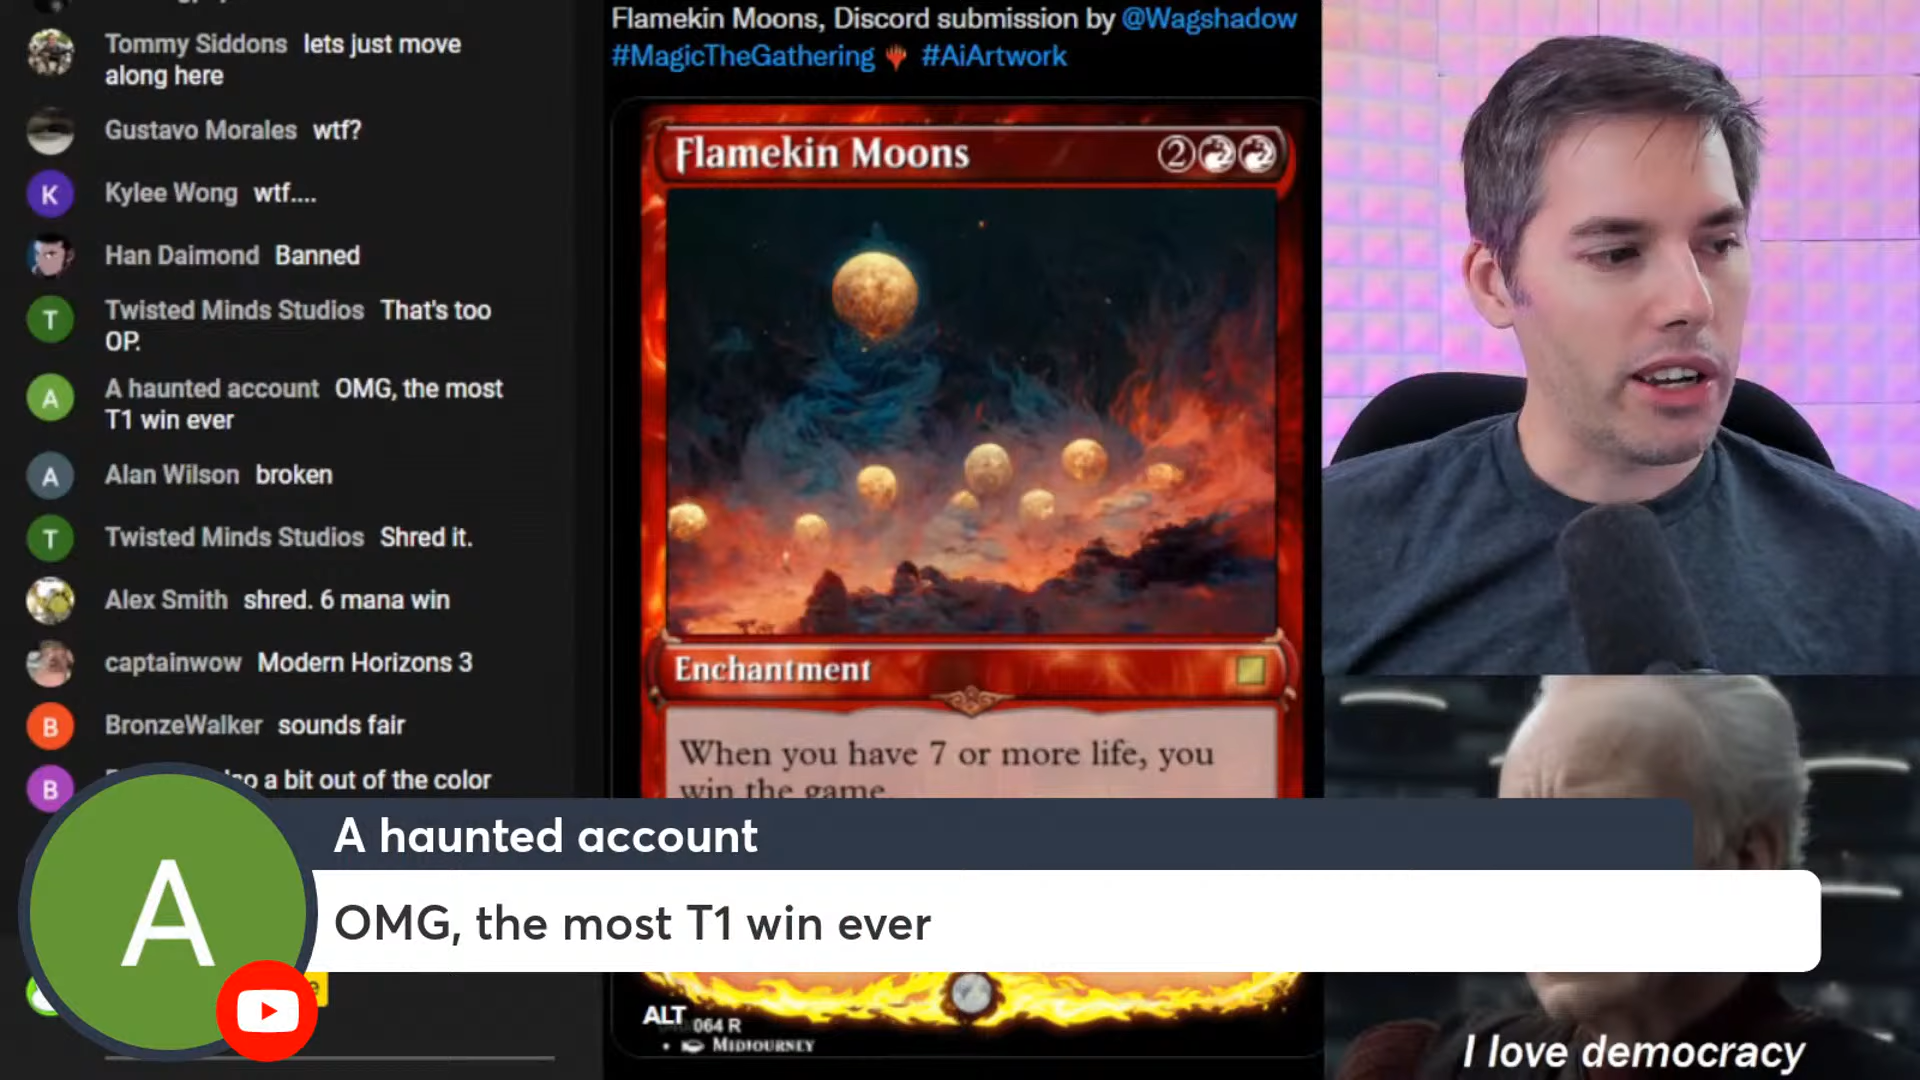 Tommy Siddons lets just move
along here
Gustavo Morales wtf?
K
Kylee Wong wtf....
Han Daimond Banned
T
Twisted Minds Studios That's too
OP.
A
A haunted account OMG, the most
T1 win ever
A
Alan Wilson broken
T
Twisted Minds Studios Shred it.
Alex Smith shred. 6 mana win
captainwow Modern Horizons 3
B
BronzeWalker sounds fair
B
a bit out of the color
Flamekin Moons, Discord submission by @Wagshadow
#MagicTheGathering #AiArtwork
Flamekin Moons 2
Enchantment
When you have 7 or more life, you
win the game.
A
A haunted account
OMG, the most T1 win ever
ALT
064 R
MIDJOURNEY
I love democracy